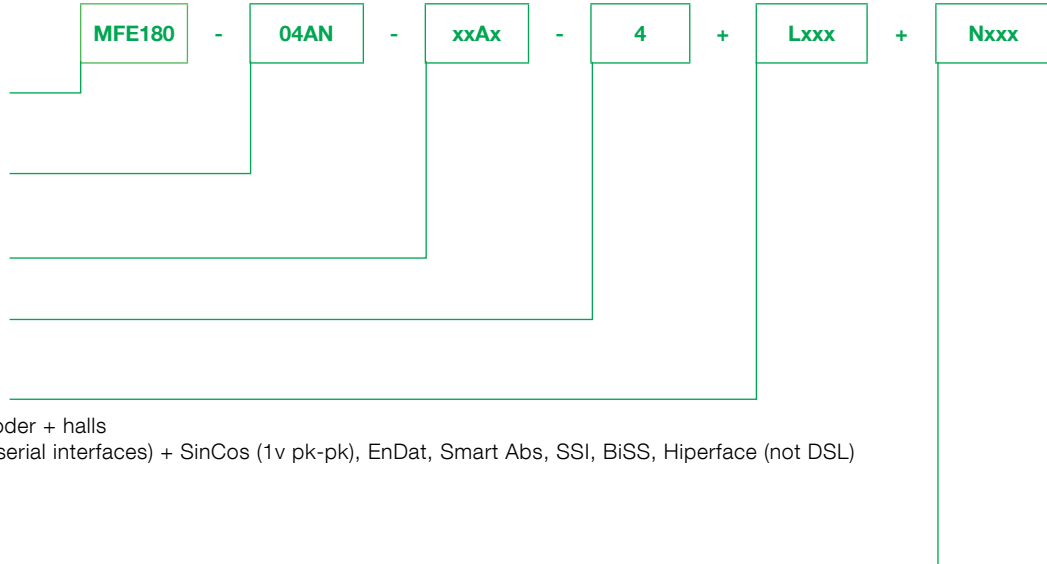 MFE180 - 04AN - xxAx - 4 + Lxxx + Nxxx
oder + halls
serial interfaces) + SinCos (1v pk-pk), EnDat, Smart Abs, SSI, BiSS, Hiperface (not DSL)